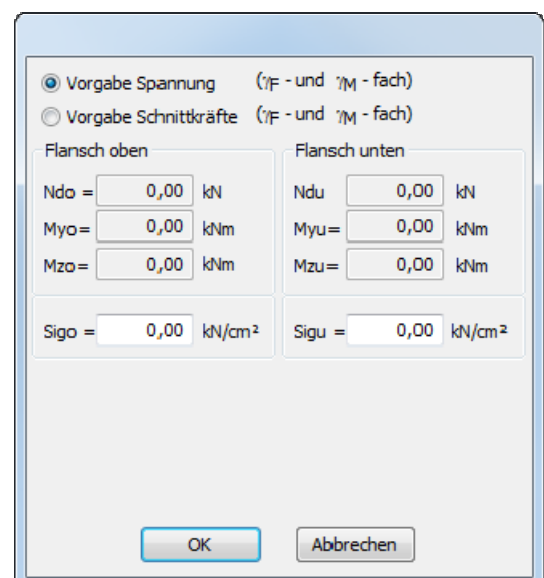 Vorgabe Spannung (γF - und γM - fach)
Vorgabe Schnittkräfte (γF - und γM - fach)
Flansch oben
Ndo = 0,00 kN
Myo= 0,00 kNm
Mzo= 0,00 kNm
Sigo = 0,00 kN/cm²
Flansch unten
Ndu 0,00 kN
Myu= 0,00 kNm
Mzu= 0,00 kNm
Sigu = 0,00 kN/cm²
OK Abbrechen